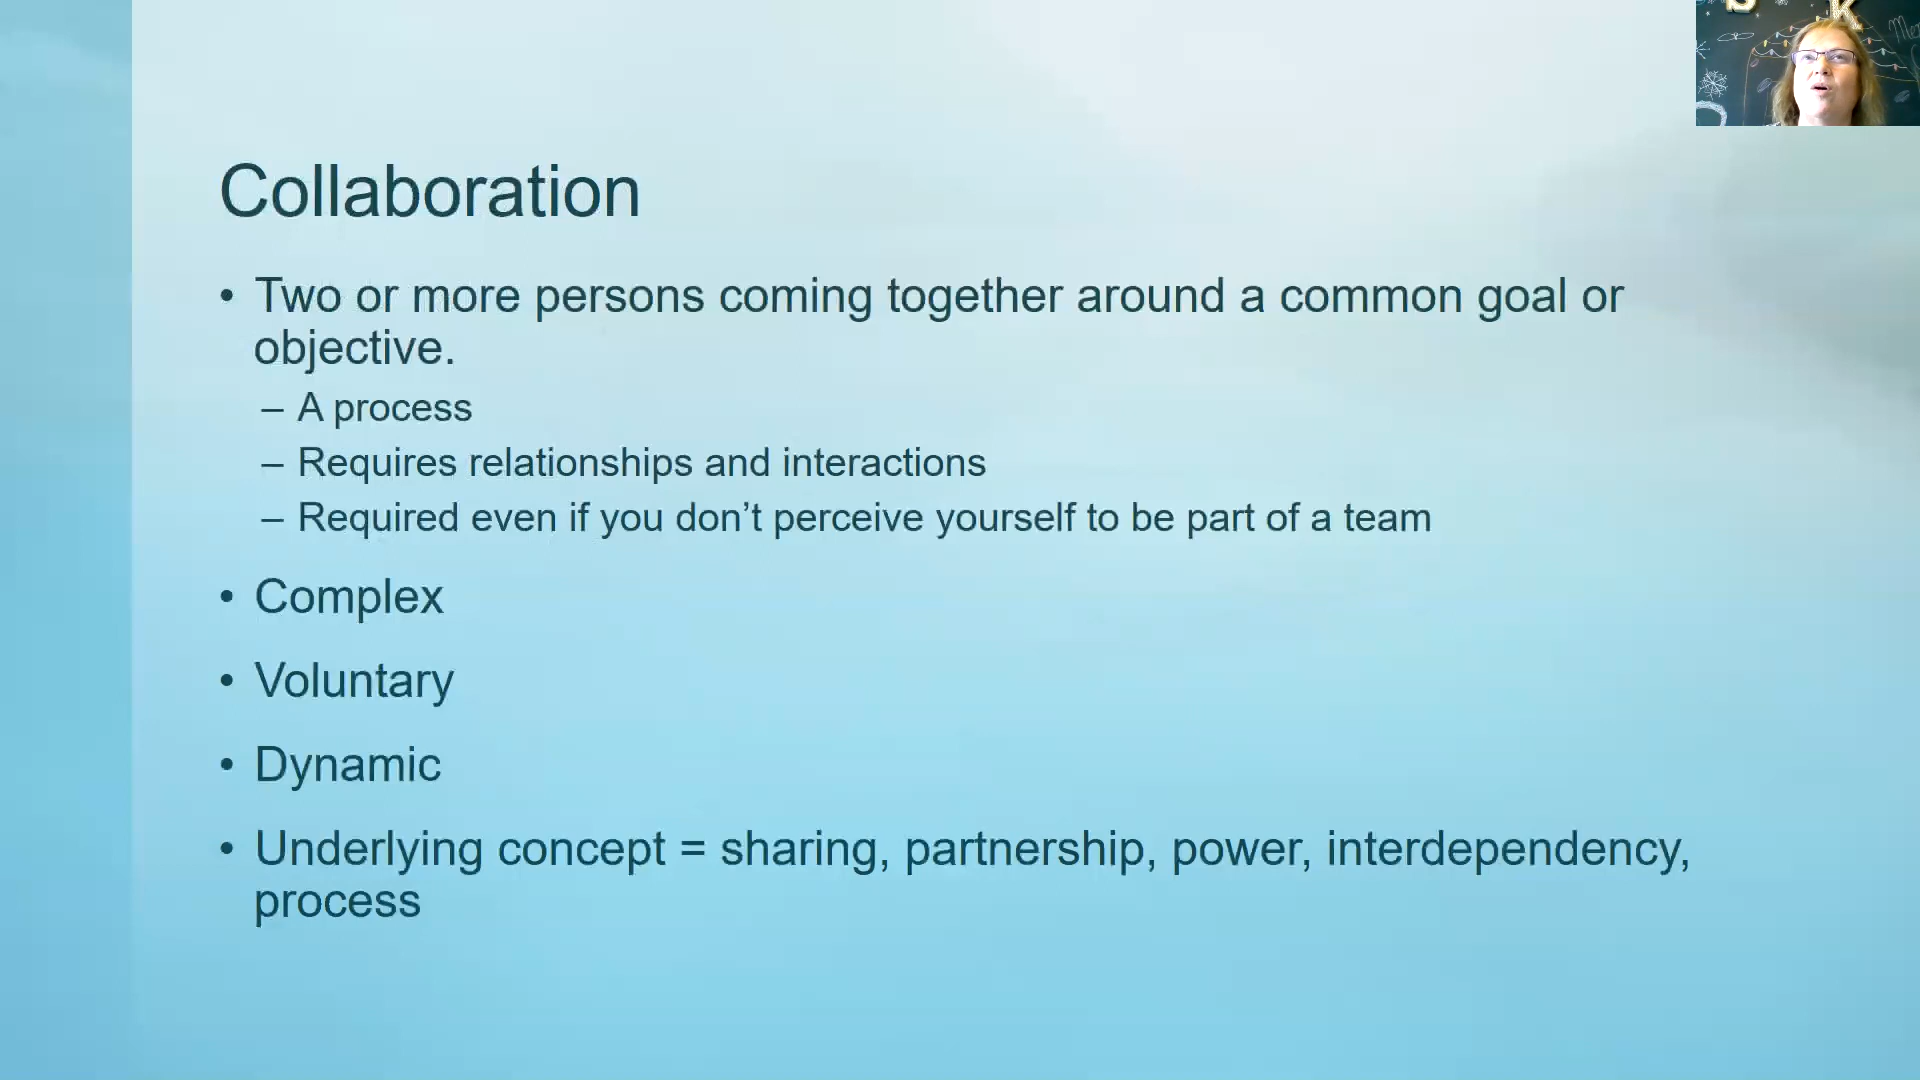 S K
Me
Collaboration
• Two or more persons coming together around a common goal or
objective.
– A process
– Requires relationships and interactions
– Required even if you don’t perceive yourself to be part of a team
• Complex
• Voluntary
• Dynamic
• Underlying concept = sharing, partnership, power, interdependency,
process